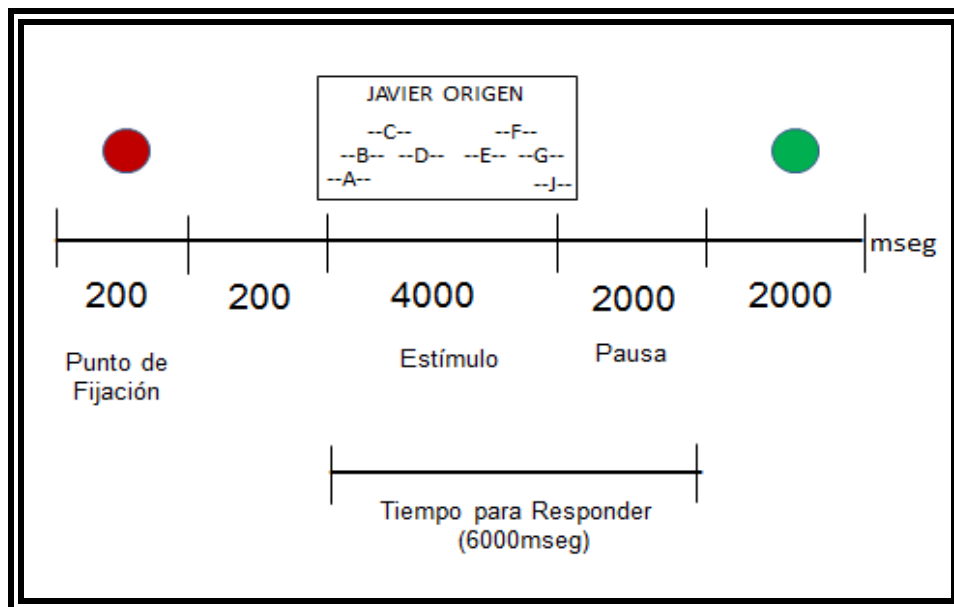 JAVIER ORIGEN
--C-- --F--
--B-- --D-- --E-- --G--
--A-- --J--
mseg
200 200 4000 2000 2000
Punto de
Fijación
Estímulo
Pausa
Tiempo para Responder
(6000mseg)